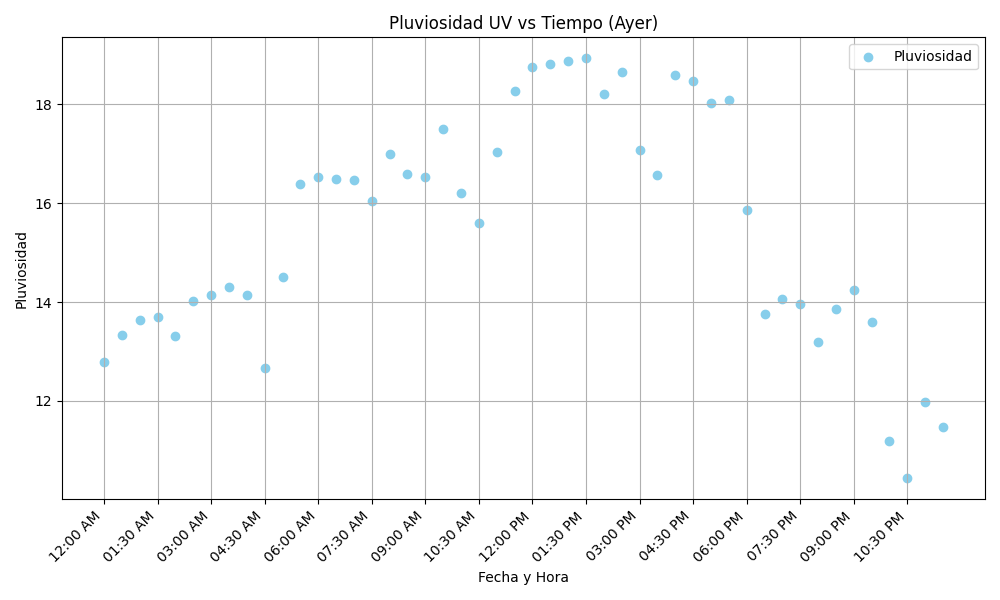 Pluviosidad UV vs Tiempo (Ayer)
Pluviosidad
Pluviosidad
18
16
14
12
12:00 AM
01:30 AM
03:00 AM
04:30 AM
06:00 AM
07:30 AM
09:00 AM
10:30 AM
12:00 PM
01:30 PM
03:00 PM
04:30 PM
06:00 PM
07:30 PM
09:00 PM
10:30 PM
Fecha y Hora